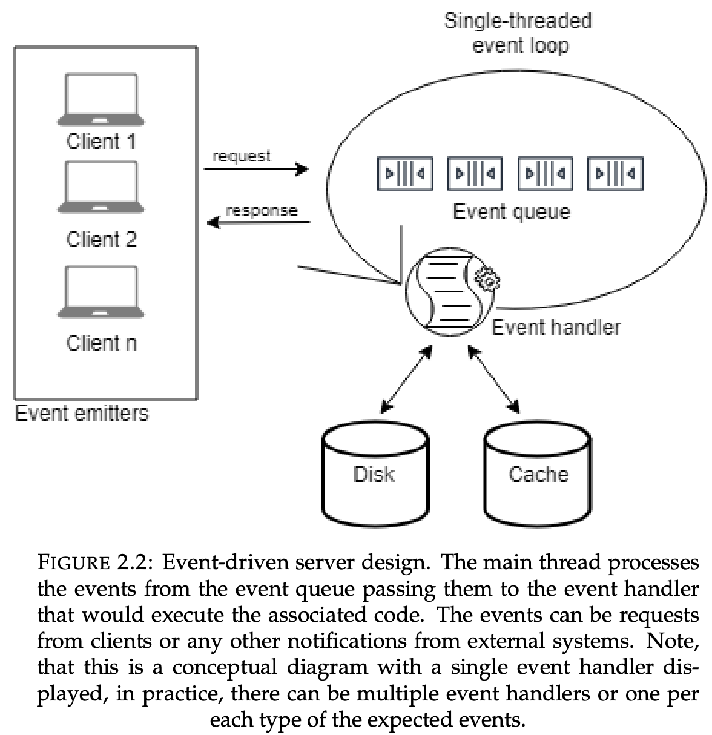 Single-threaded
event loop
Client 1
request
Client 2
response
Event queue
Client n
Event handler
Event emitters
Disk
Cache
FIGURE 2.2: Event-driven server design. The main thread processes
the events from the event queue passing them to the event handler
that would execute the associated code. The events can be requests
from clients or any other notifications from external systems. Note,
that this is a conceptual diagram with a single event handler dis-
played, in practice, there can be multiple event handlers or one per
each type of the expected events.